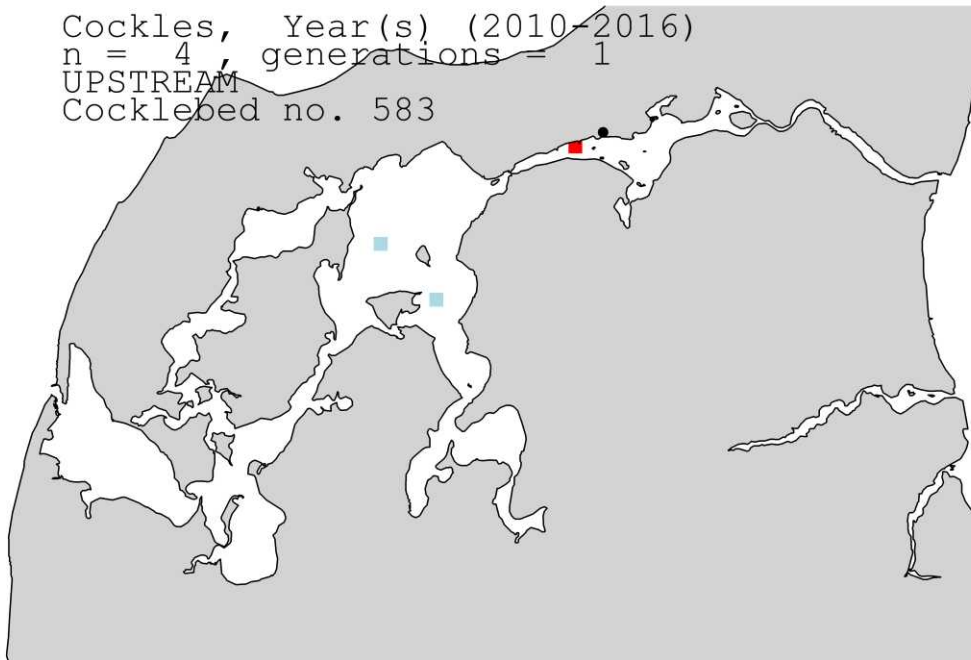 Cockles, Year(s) (2010-2016)
n = 4 , generations = 1
UPSTREAM
Cocklebed no. 583